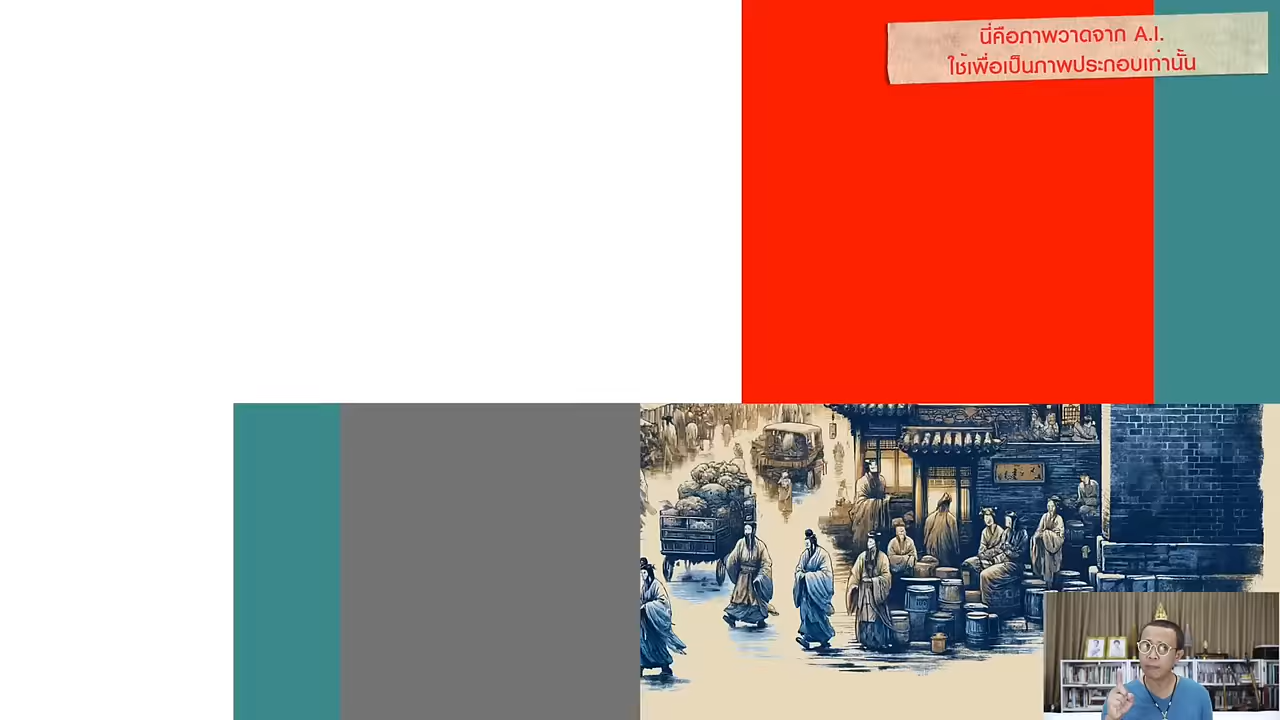 นี่คือภาพวาดจาก A.I.
ใช้เพื่อเป็นภาพประกอบเท่านั้น